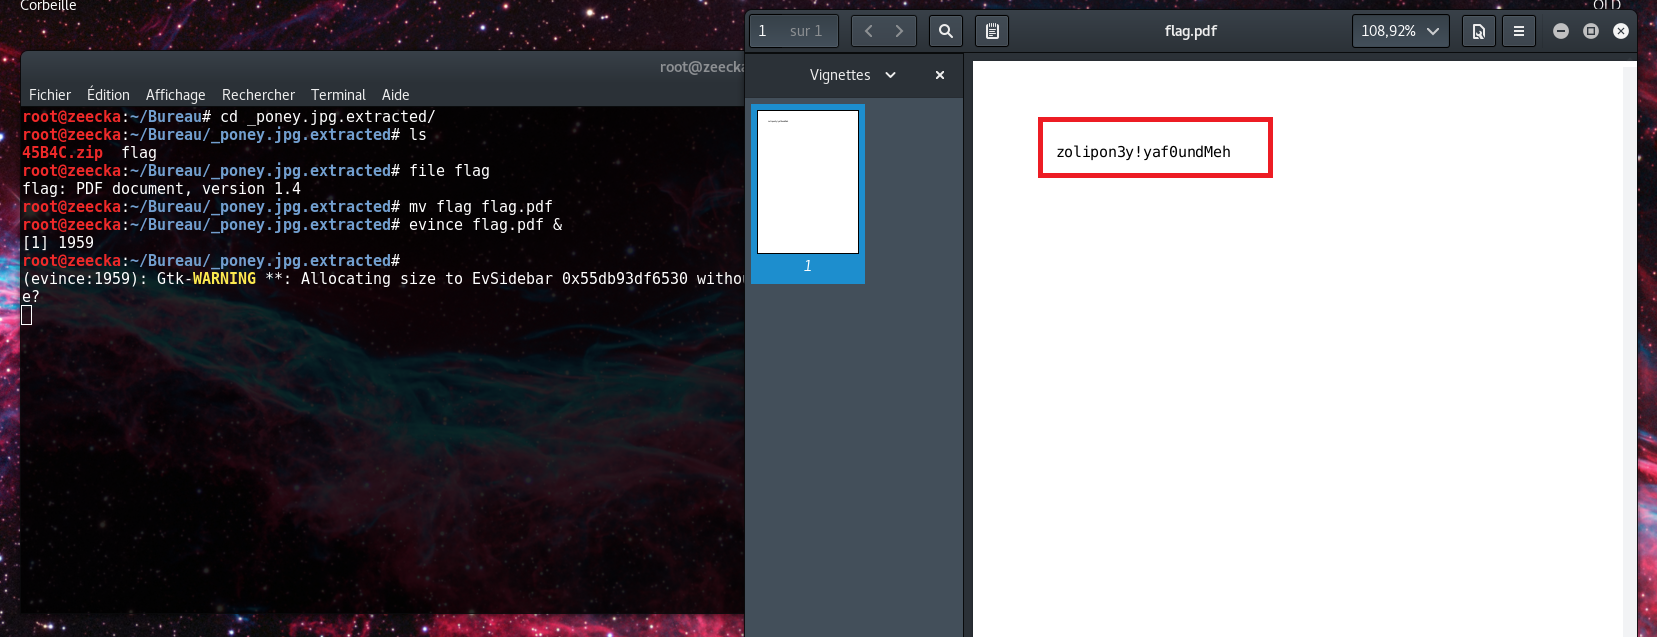 Corbeille
OLD
root@zeecka
Fichier Édition Affichage Rechercher Terminal Aide
root@zeecka:~/Bureau# cd _poney.jpg.extracted/
root@zeecka:~/Bureau/_poney.jpg.extracted# ls
45B4C.zip  flag
root@zeecka:~/Bureau/_poney.jpg.extracted# file flag
flag: PDF document, version 1.4
root@zeecka:~/Bureau/_poney.jpg.extracted# mv flag flag.pdf
root@zeecka:~/Bureau/_poney.jpg.extracted# evince flag.pdf &
[1] 1959
root@zeecka:~/Bureau/_poney.jpg.extracted#
(evince:1959): Gtk-WARNING **: Allocating size to EvSidebar 0x55db93df6530 withou
e?
1 sur 1
flag.pdf
108,92%
Vignettes
1
zolipon3y!yaf0undMeh